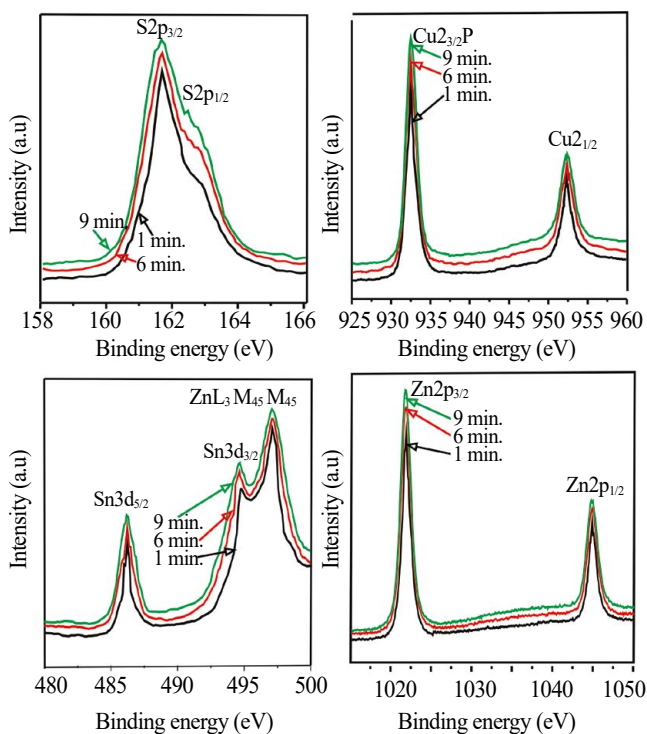 S2p3/2
S2p1/2
9 min.
1 min.
6 min.
Intensity (a.u)
158 160 162 164 166
Binding energy (eV)
Cu23/2P
9 min.
6 min.
1 min.
Cu21/2
Intensity (a.u)
925 930 935 940 945 950 955 960
Binding energy (eV)
ZnL3 M45 M45
Sn3d3/2
Sn3d5/2
9 min.
6 min.
1 min.
Intensity (a.u)
480 485 490 495 500
Binding energy (eV)
Zn2p3/2
9 min.
6 min.
1 min.
Zn2p1/2
Intensity (a.u)
1020 1030 1040 1050
Binding energy (eV)